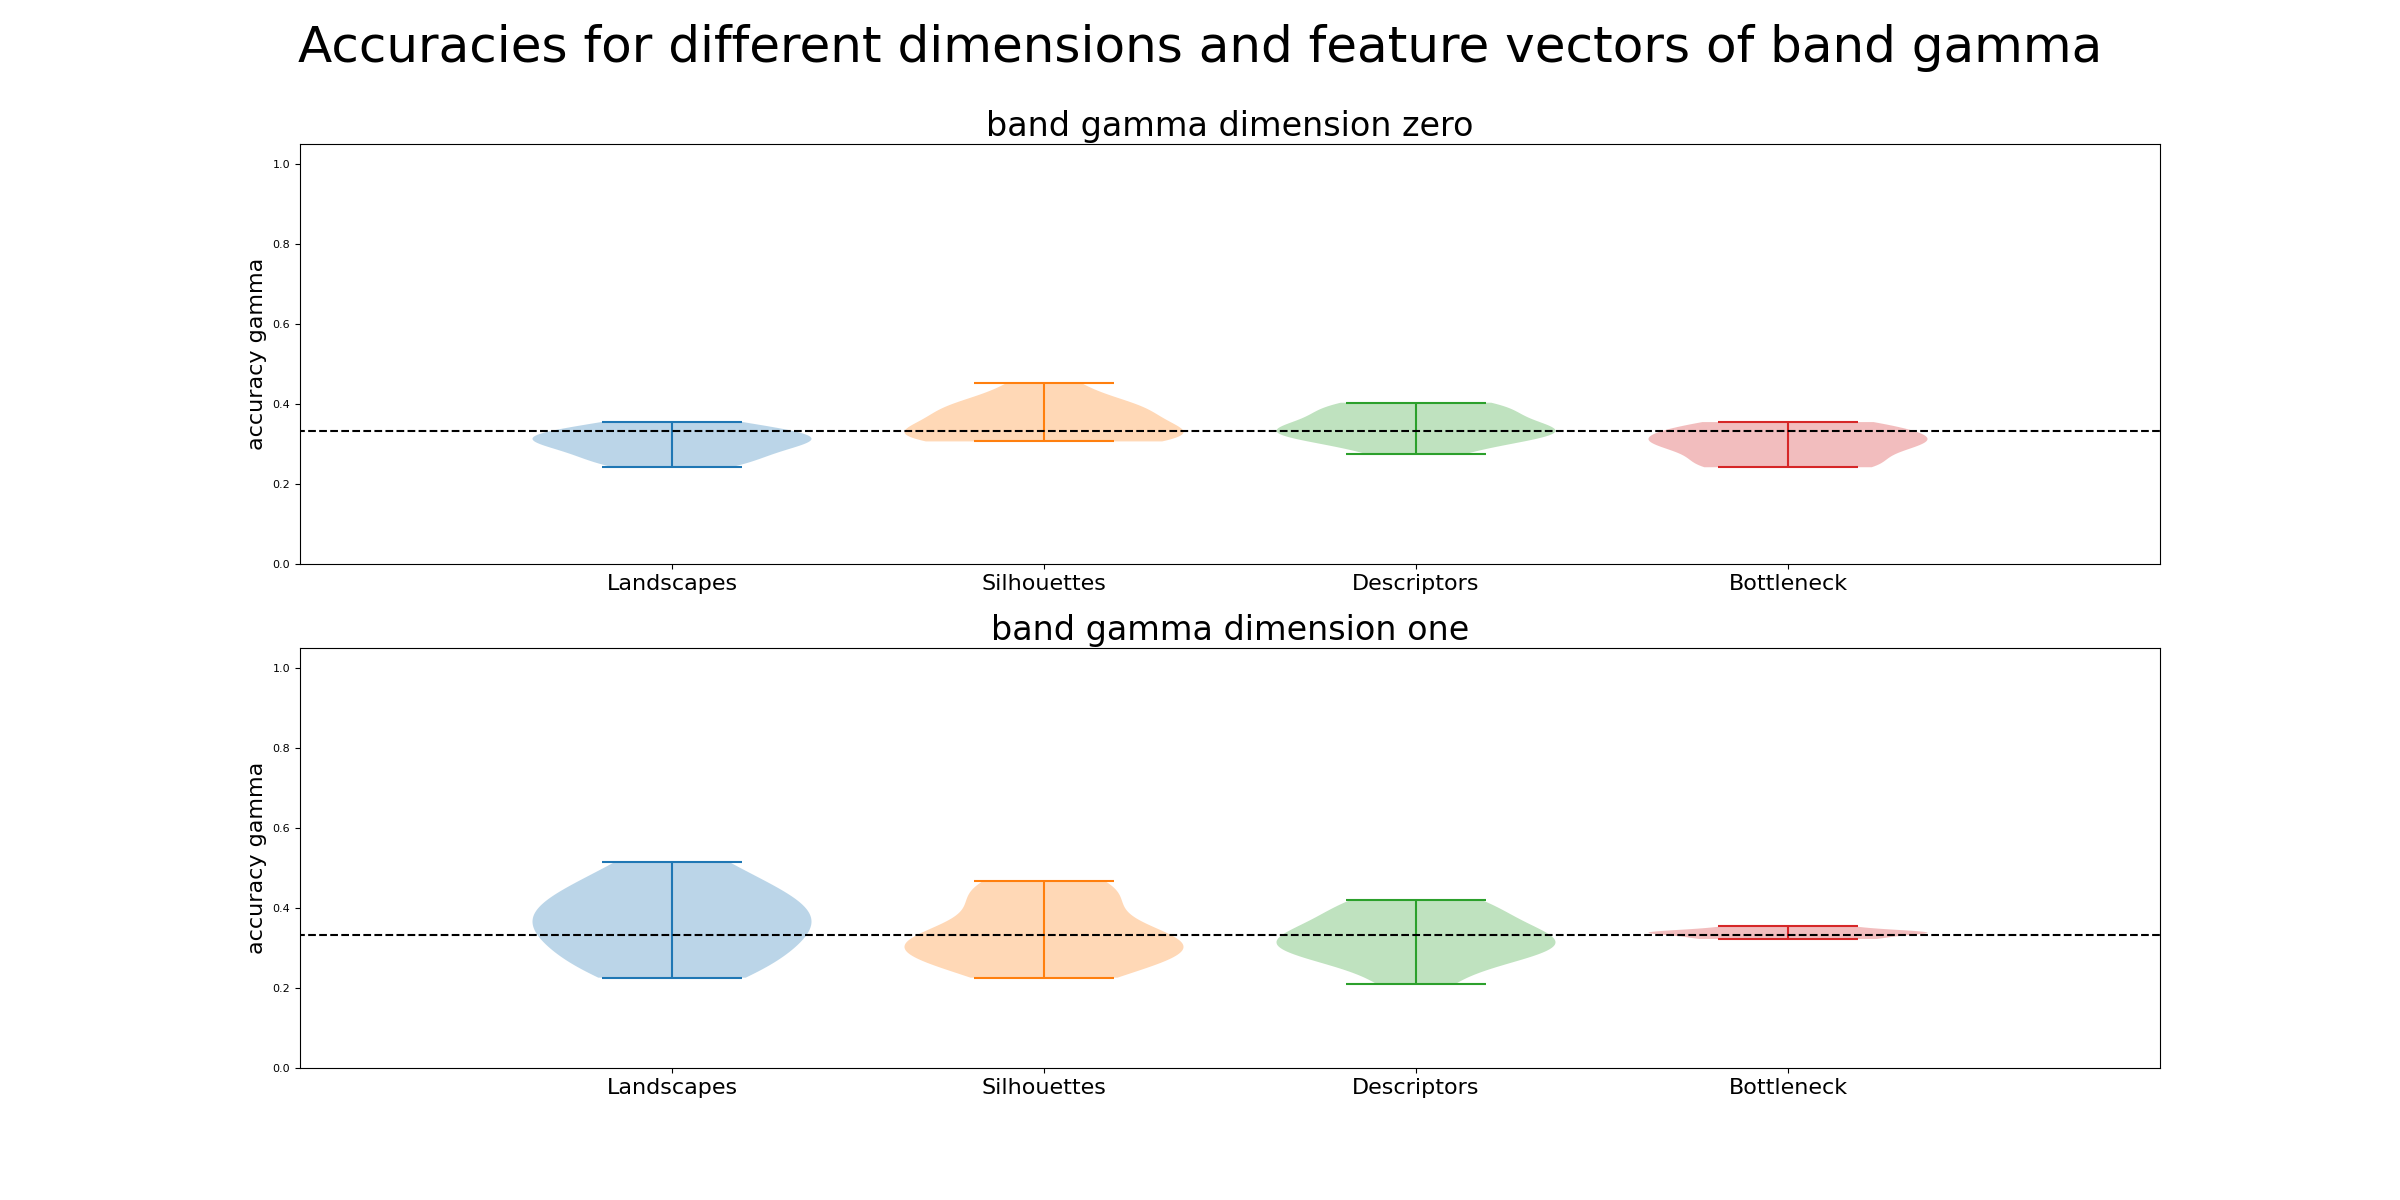 Accuracies for different dimensions and feature vectors of band gamma
band gamma dimension zero
accuracy gamma
1.0
0.8
0.6
0.4
0.2
0.0
Landscapes Silhouettes Descriptors Bottleneck
band gamma dimension one
accuracy gamma
1.0
0.8
0.6
0.4
0.2
0.0
Landscapes Silhouettes Descriptors Bottleneck